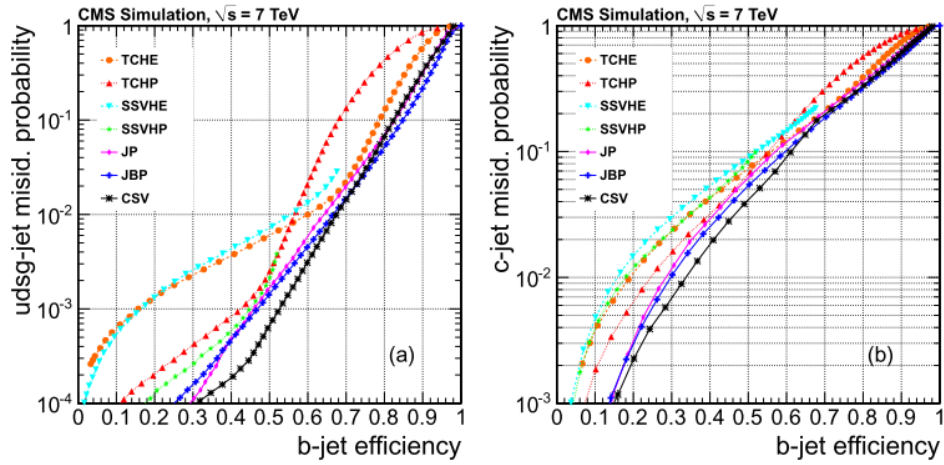 CMS Simulation, √s = 7 TeV
udsg-jet misid. probability
1
10⁻¹
10⁻²
10⁻³
10⁻⁴
TCHE
TCHP
SSVHE
SSVHP
JP
JBP
CSV
(a)
0 0.1 0.2 0.3 0.4 0.5 0.6 0.7 0.8 0.9 1
b-jet efficiency
CMS Simulation, √s = 7 TeV
c-jet misid. probability
1
10⁻¹
10⁻²
10⁻³
TCHE
TCHP
SSVHE
SSVHP
JP
JBP
CSV
(b)
0 0.1 0.2 0.3 0.4 0.5 0.6 0.7 0.8 0.9 1
b-jet efficiency